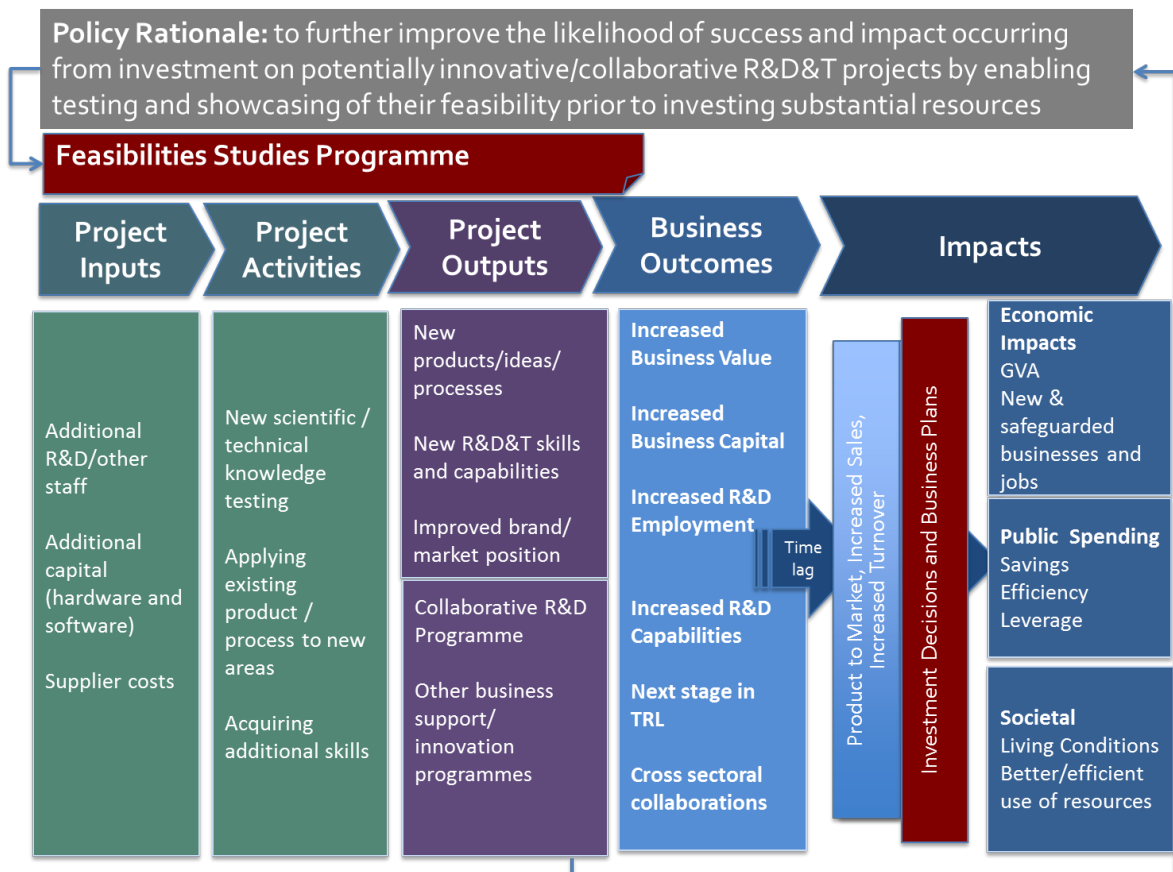 Policy Rationale: to further improve the likelihood of success and impact occurring
from investment on potentially innovative/collaborative R&D&T projects by enabling
testing and showcasing of their feasibility prior to investing substantial resources
Feasibilities Studies Programme
Project
Inputs
Project
Activities
Project
Outputs
Business
Outcomes
Impacts
Additional
R&D/other
staff
Additional
capital
(hardware and
software)
Supplier costs
New scientific /
technical
knowledge
testing
Applying
existing
product /
process to new
areas
Acquiring
additional skills
New
products/ideas/
processes
New R&D&T skills
and capabilities
Improved brand/
market position
Collaborative R&D
Programme
Other business
support/
innovation
programmes
Increased
Business Value
Increased
Business Capital
Increased R&D
Employment
Increased R&D
Capabilities
Next stage in
TRL
Cross sectoral
collaborations
Time
lag
Product to Market, Increased Sales,
Increased Turnover
Investment Decisions and Business Plans
Economic
Impacts
GVA
New &
safeguarded
businesses and
jobs
Public Spending
Savings
Efficiency
Leverage
Societal
Living Conditions
Better/efficient
use of resources